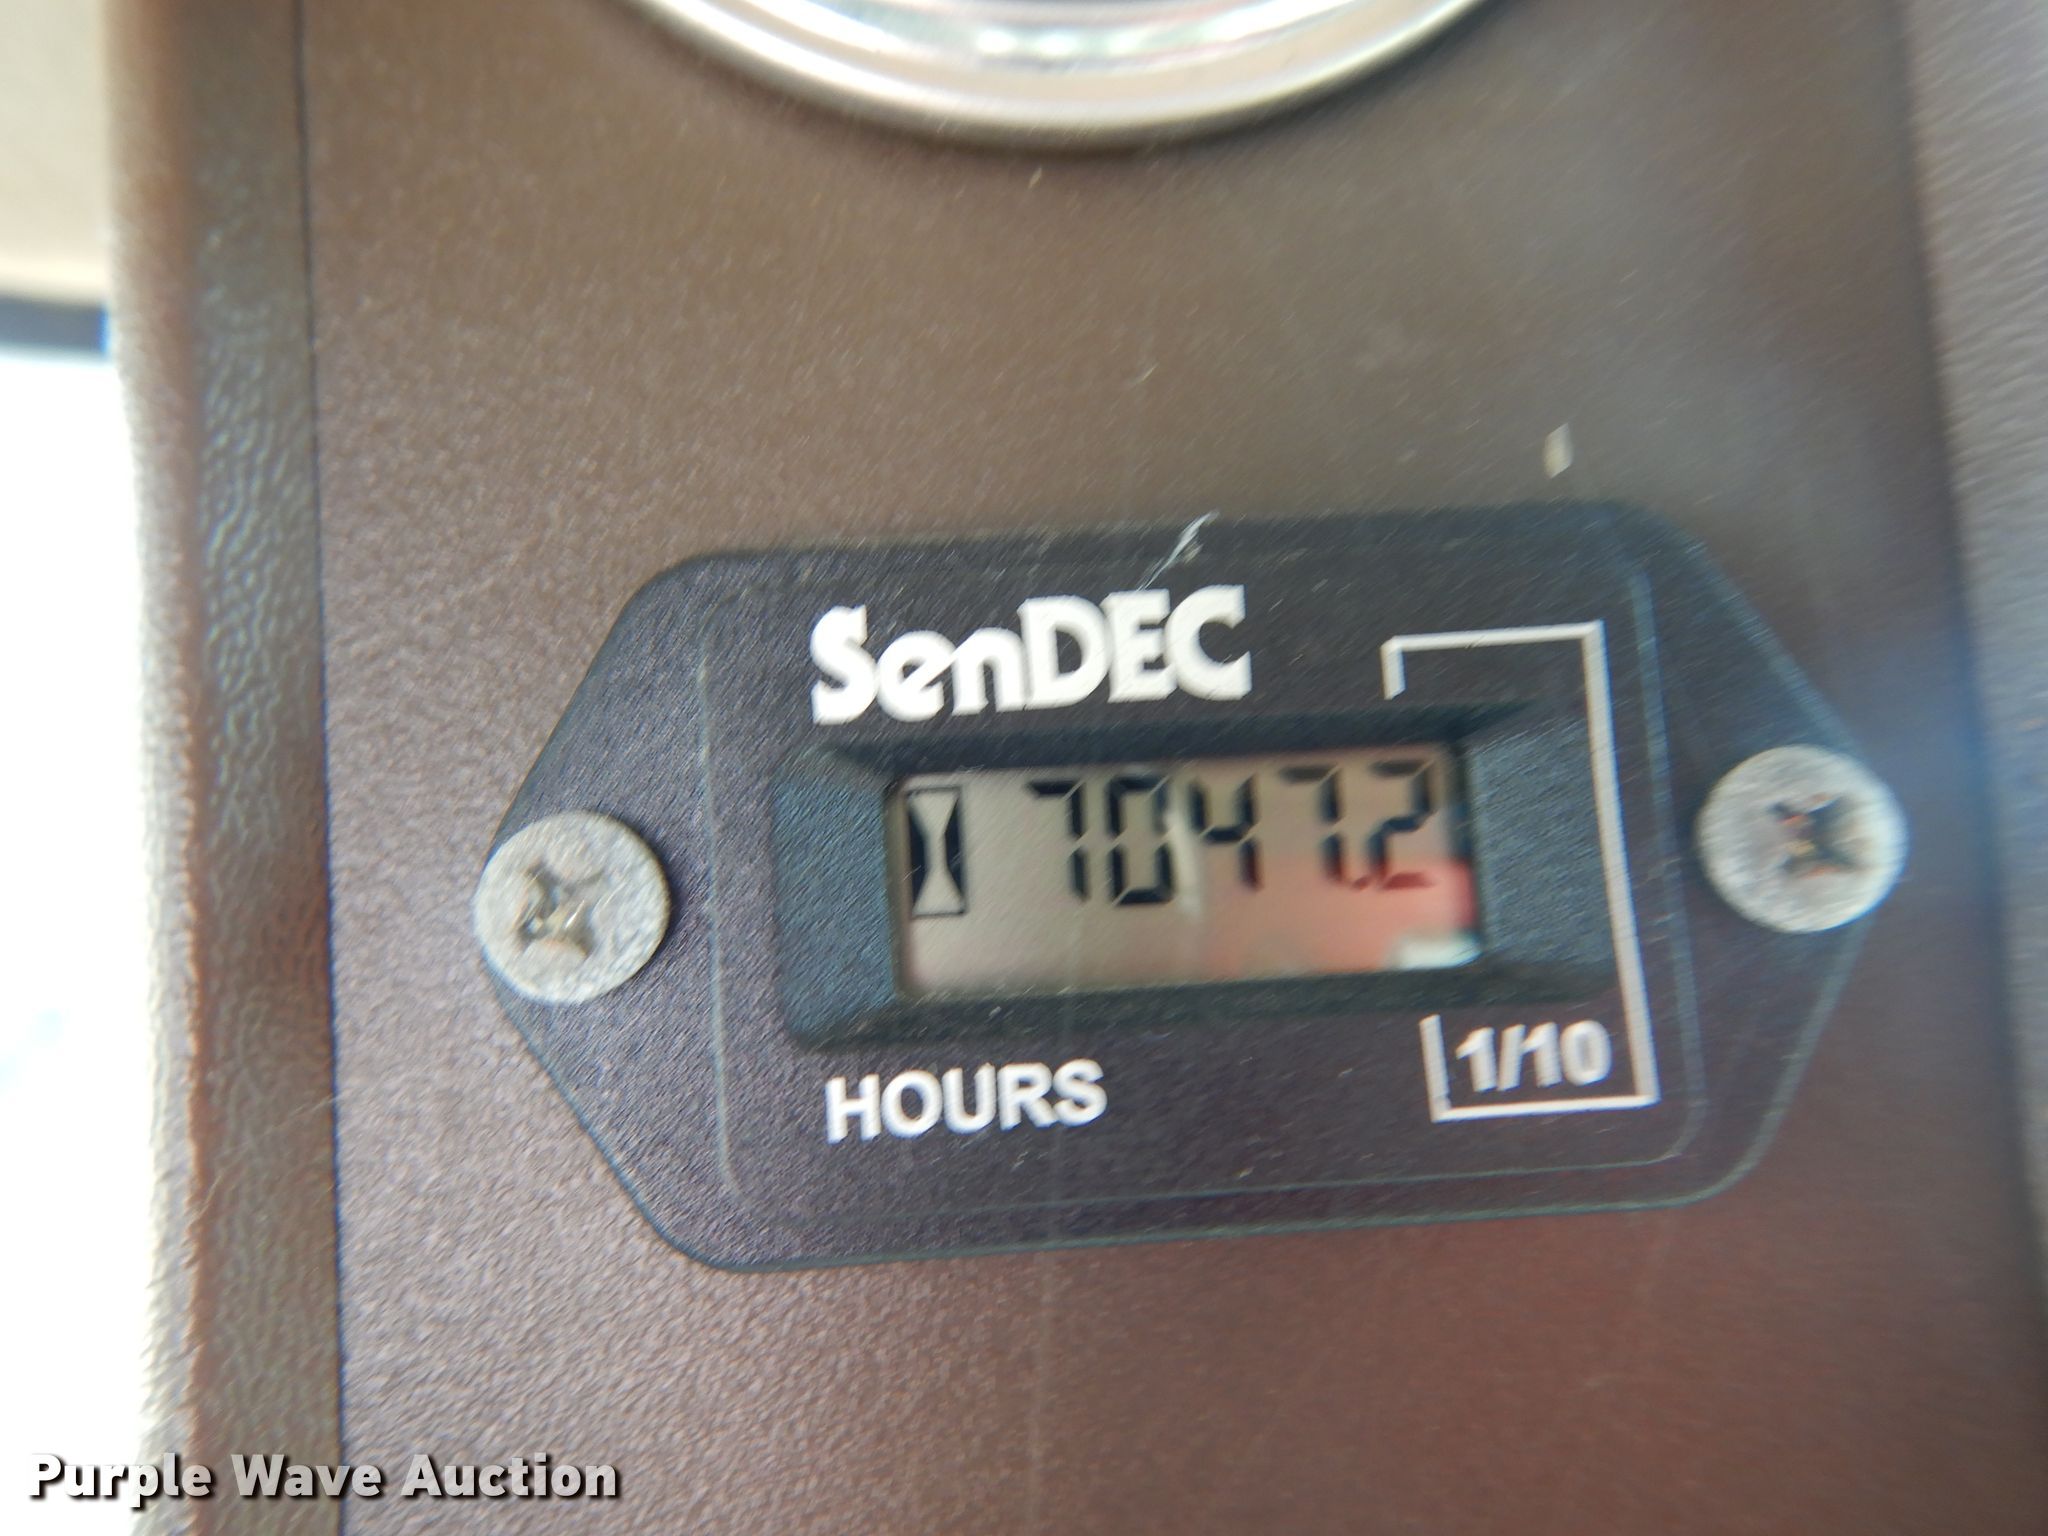 SenDEC
7047.2
HOURS
1/10
Purple Wave Auction